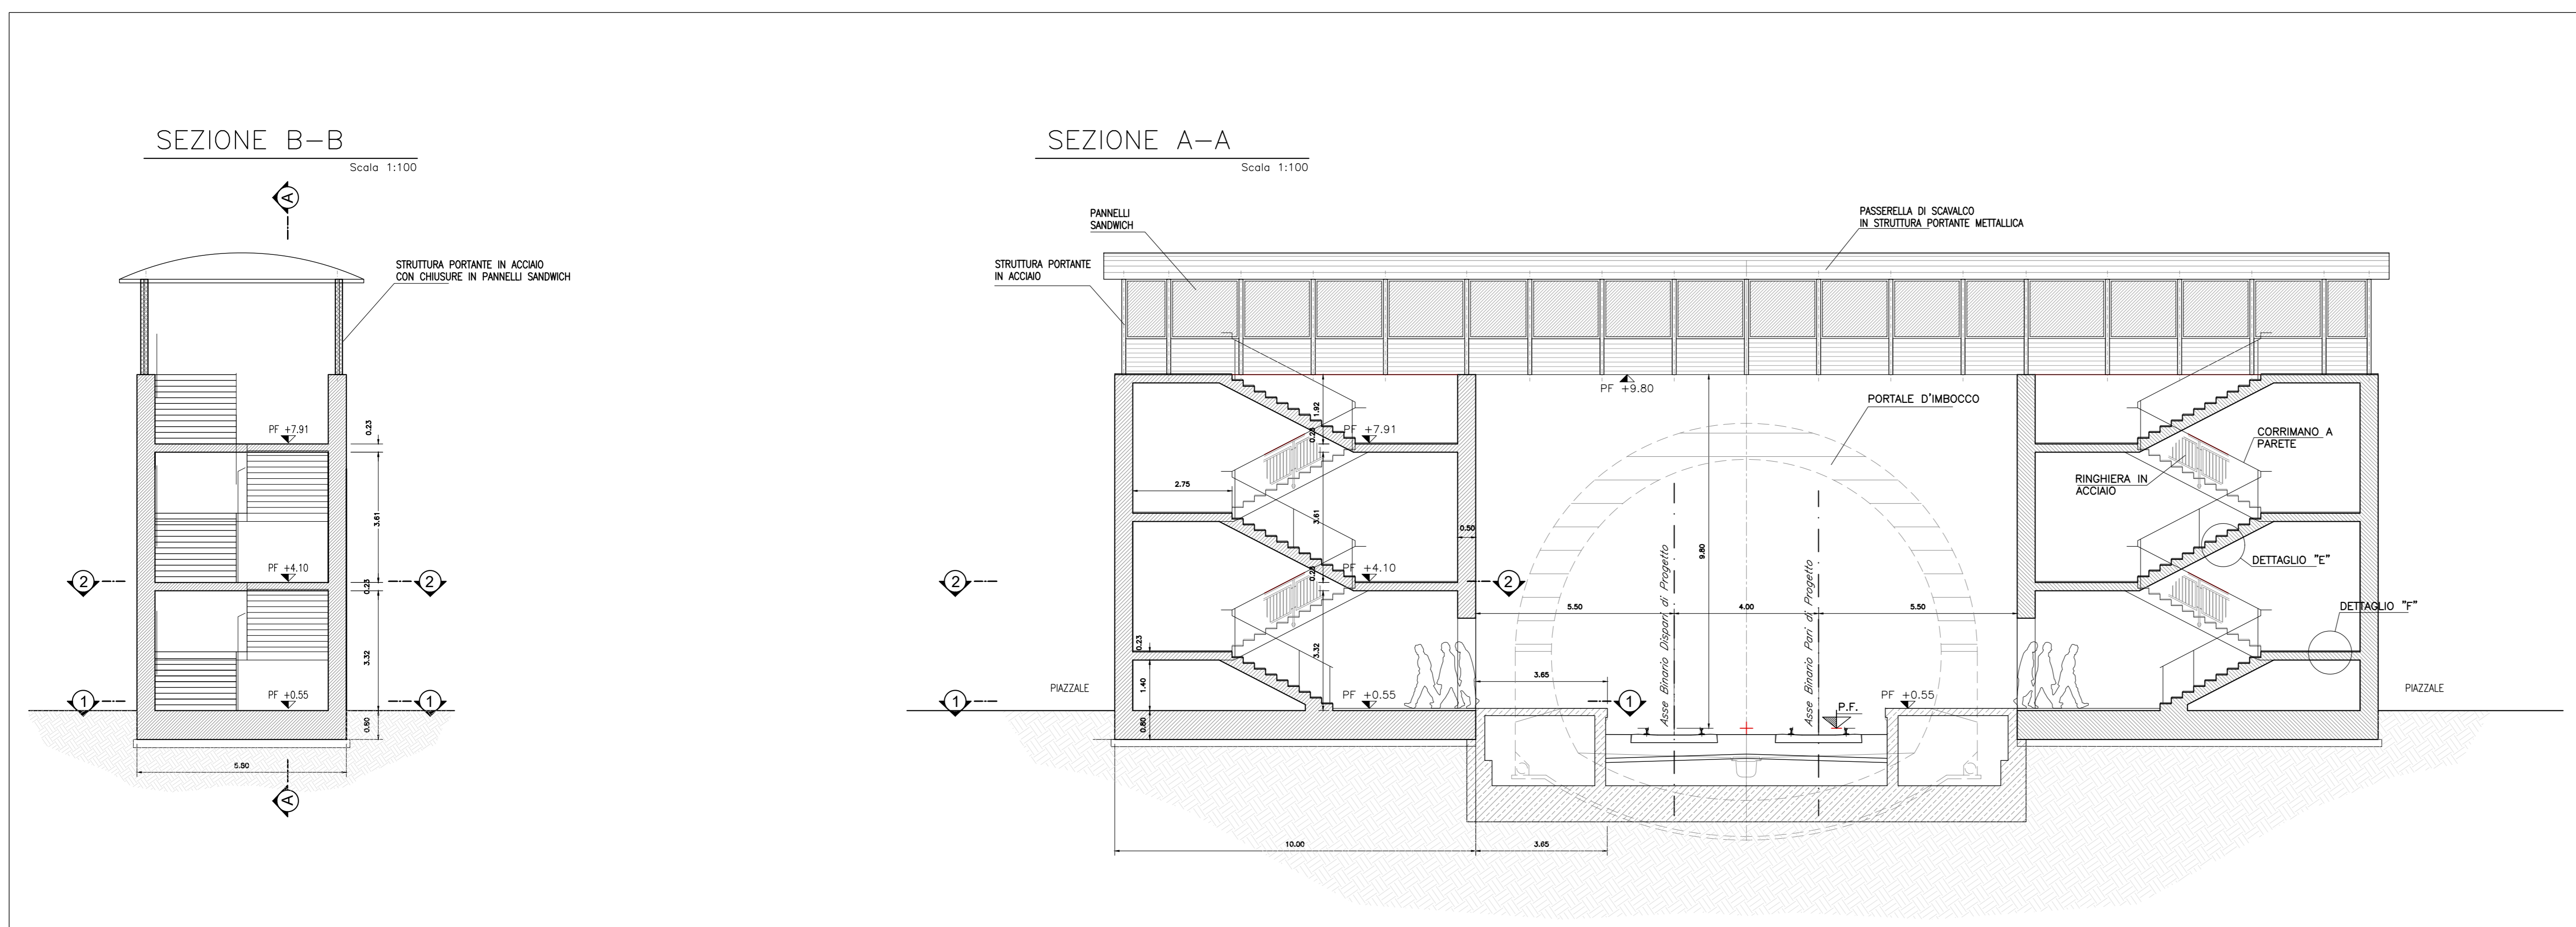 SEZIONE B-B
Scala 1:100
A
STRUTTURA PORTANTE IN ACCIAIO
CON CHIUSURE IN PANNELLI SANDWICH
PF +7.91
0.23
3.61
PF +4.10
0.23
2
2
3.32
PF +0.55
1
1
0.80
5.50
A
SEZIONE A-A
Scala 1:100
PANNELLI
SANDWICH
STRUTTURA PORTANTE
IN ACCIAIO
PASSERELLA DI SCAVALCO
IN STRUTTURA PORTANTE METTALLICA
PF +9.80
1.92
PORTALE D'IMBOCCO
0.23
PF +7.91
CORRIMANO A
PARETE
RINGHIERA IN
ACCIAIO
2.75
3.61
0.50
9.80
DETTAGLIO "E"
0.23
PF +4.10
2
2
5.50
4.00
5.50
DETTAGLIO "F"
Asse Binario Dispari di Progetto
Asse Binario Pari di Progetto
0.23
3.32
1.40
3.65
PIAZZALE
PIAZZALE
PF +0.55
PF +0.55
1
1
P.F.
0.80
10.00
3.65